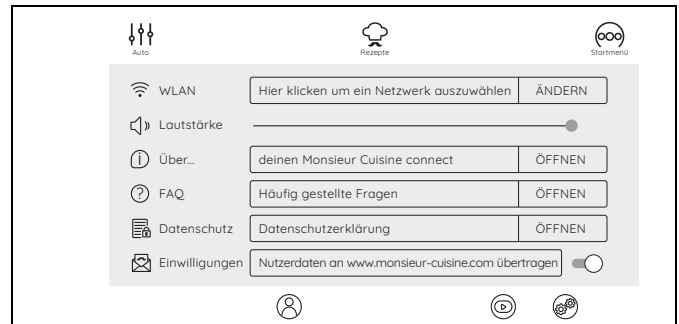 Auto
Rezepte
Startmenü
WLAN Hier klicken um ein Netzwerk auszuwählen ÄNDERN
Lautstärke
Über... deinen Monsieur Cuisine connect ÖFFNEN
FAQ Häufig gestellte Fragen ÖFFNEN
Datenschutz Datenschutzerklärung ÖFFNEN
Einwilligungen Nutzerdaten an www.monsieur-cuisine.com übertragen